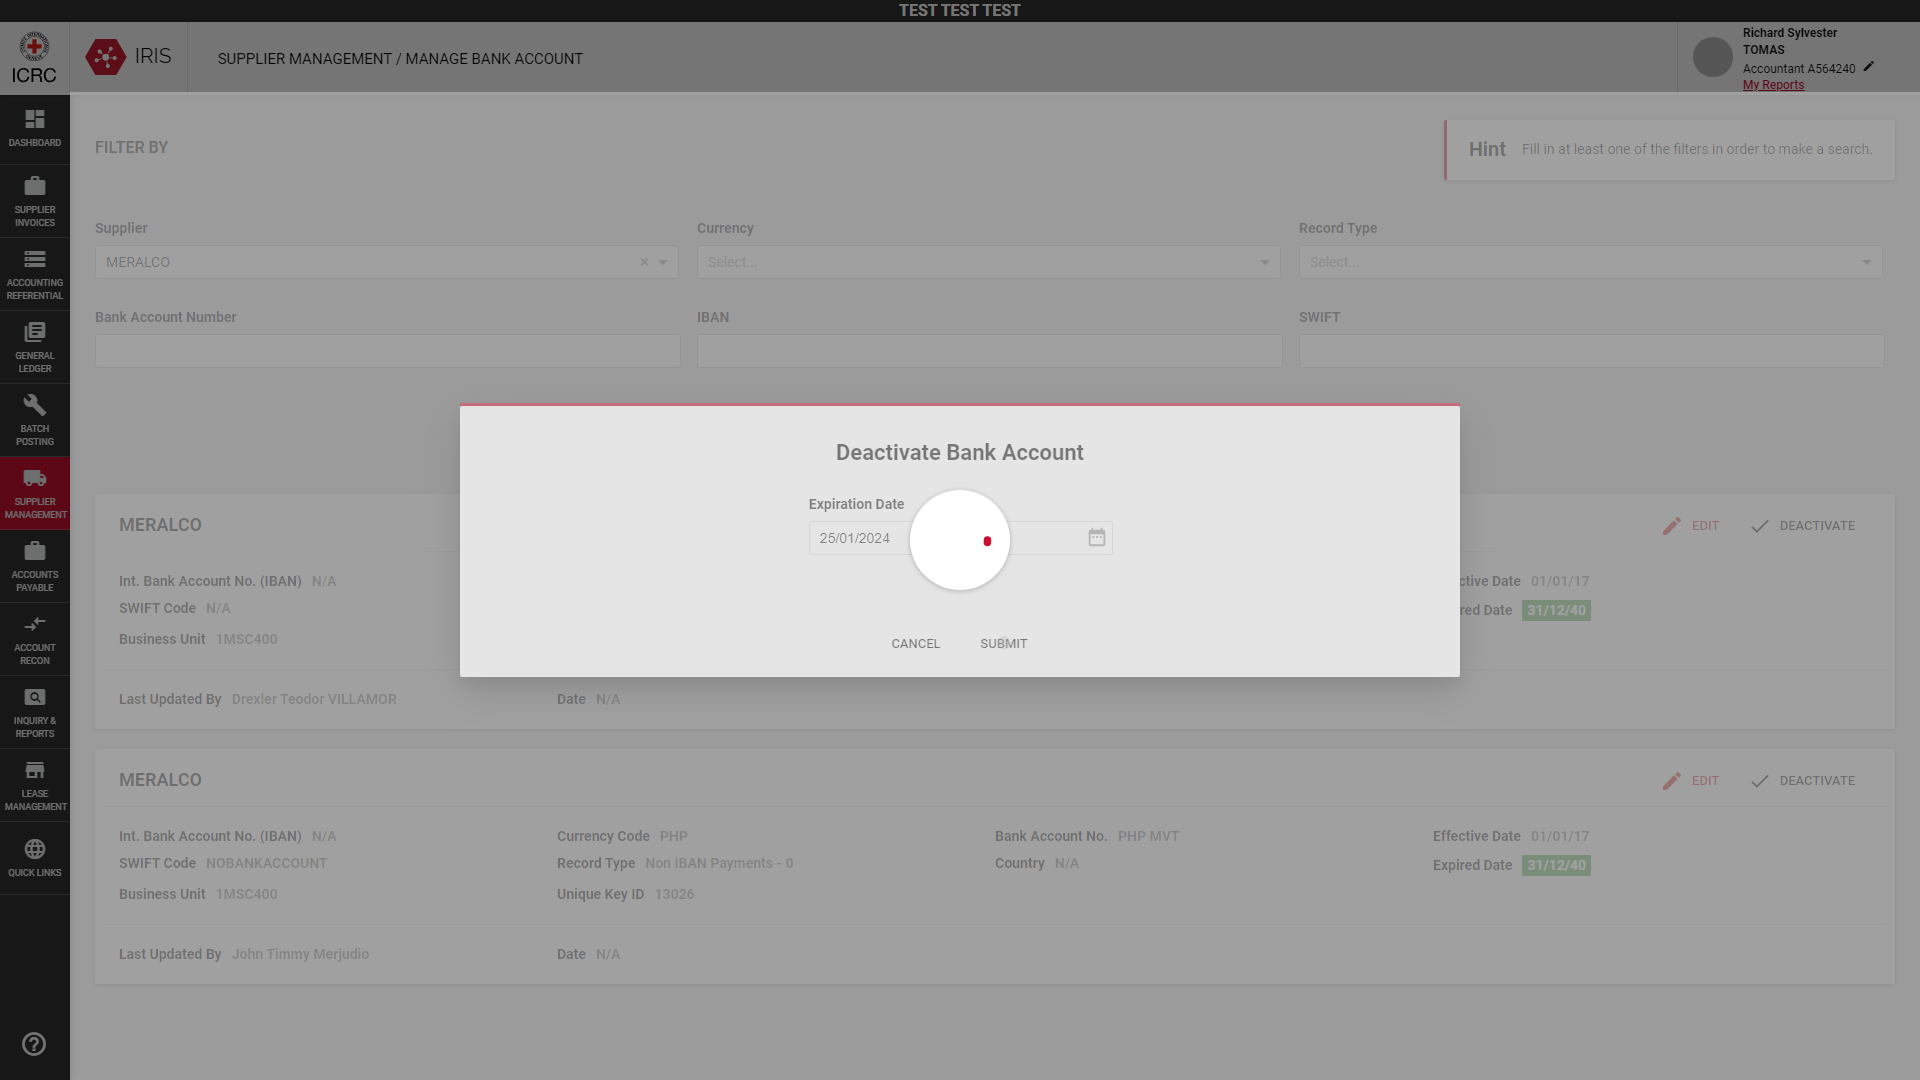 TEST TEST TEST
ICRC
IRIS
SUPPLIER MANAGEMENT / MANAGE BANK ACCOUNT
Richard Sylvester
TOMAS
Accountant A564240
My Reports
DASHBOARD
SUPPLIER
INVOICES
ACCOUNTING
REFERENTIAL
GENERAL
LEDGER
BATCH
POSTING
SUPPLIER
MANAGEMENT
ACCOUNTS
PAYABLE
ACCOUNT
RECON
INQUIRY &
REPORTS
LEASE
MANAGEMENT
QUICK LINKS
FILTER BY
Hint Fill in at least one of the filters in order to make a search.
Supplier Currency Record Type
MERALCO Select... Select...
Bank Account Number IBAN SWIFT
Deactivate Bank Account
Expiration Date
25/01/2024
CANCEL SUBMIT
MERALCO EDIT DEACTIVATE
Int. Bank Account No. (IBAN) N/A ctive Date 01/01/17
SWIFT Code N/A red Date 31/12/40
Business Unit 1MSC400
Last Updated By Drexler Teodor VILLAMOR Date N/A
MERALCO EDIT DEACTIVATE
Int. Bank Account No. (IBAN) N/A Currency Code PHP Bank Account No. PHP MVT Effective Date 01/01/17
SWIFT Code NOBANKACCOUNT Record Type Non IBAN Payments - 0 Country N/A Expired Date 31/12/40
Business Unit 1MSC400 Unique Key ID 13026
Last Updated By John Timmy Merjudio Date N/A